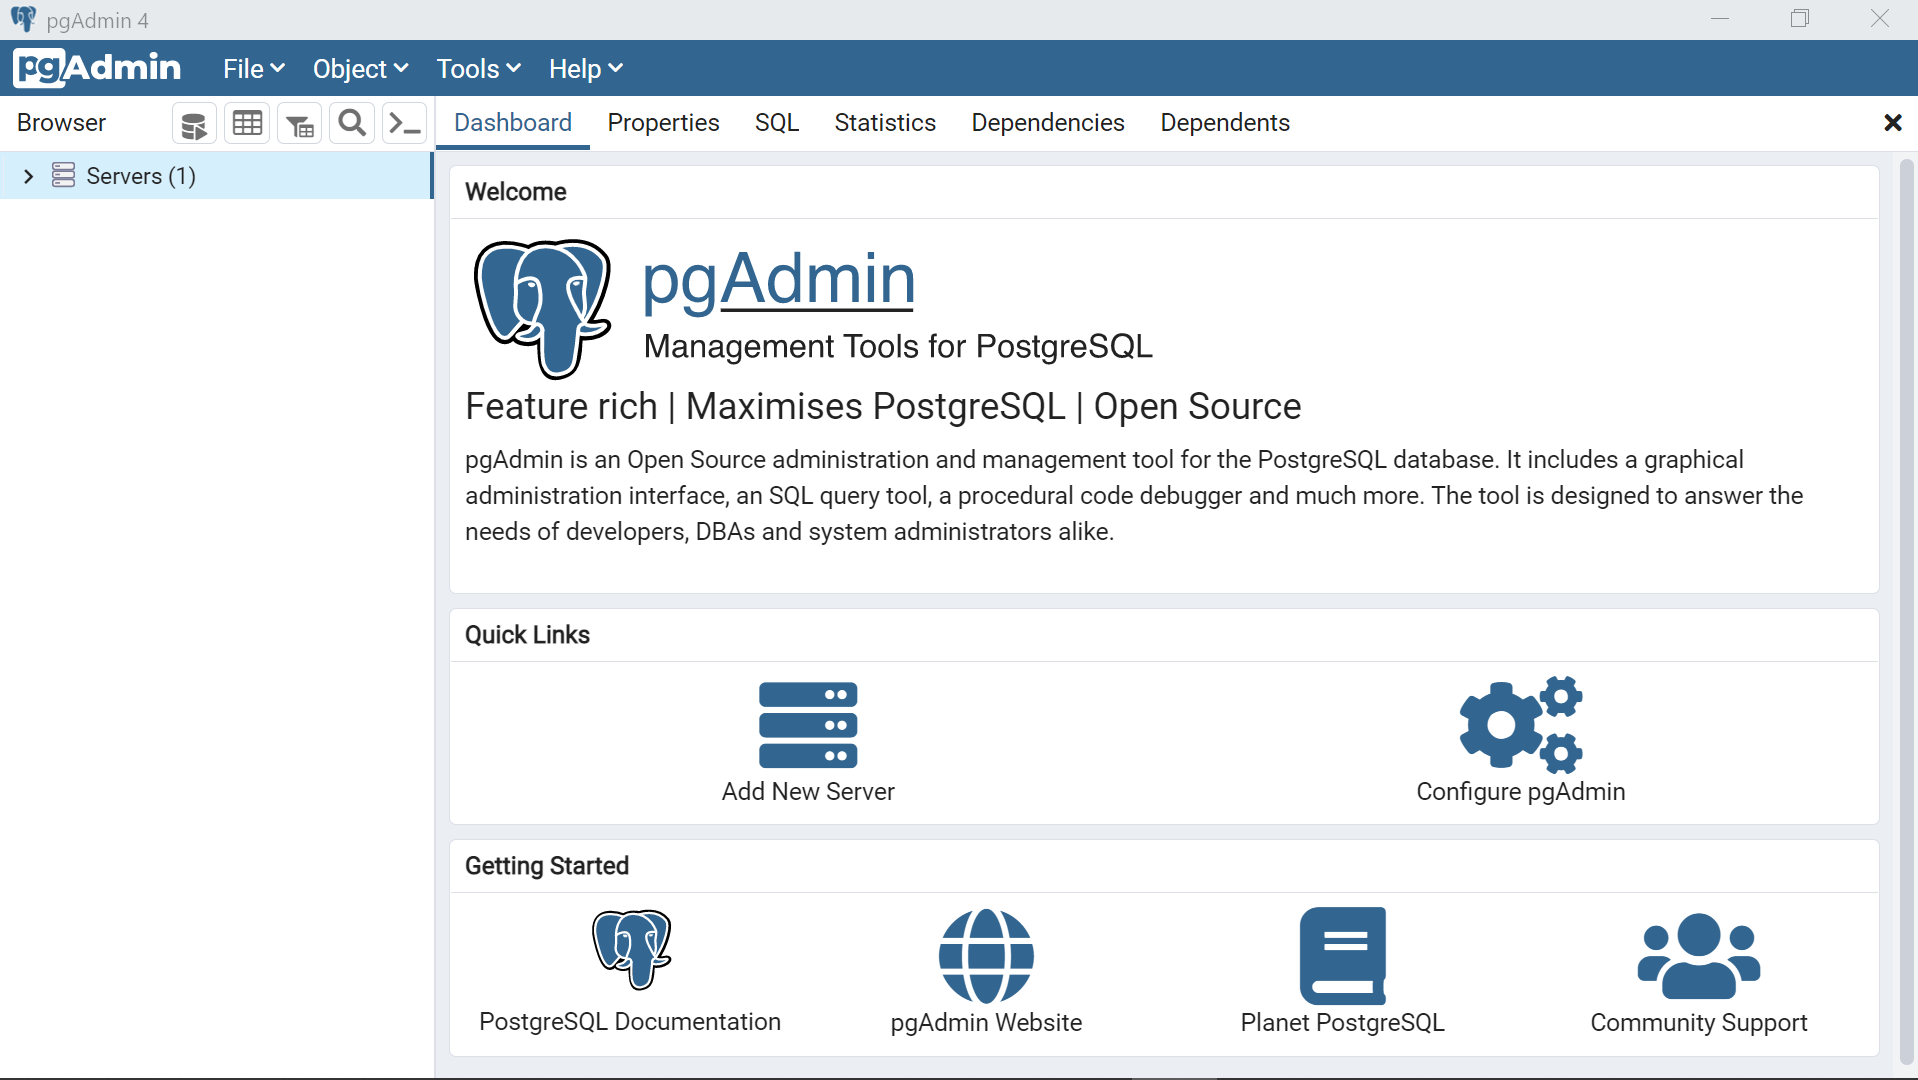 pgAdmin 4
pgAdmin File Object Tools Help
Browser
Dashboard Properties SQL Statistics Dependencies Dependents
Servers (1)
Welcome
pgAdmin
Management Tools for PostgreSQL
Feature rich | Maximises PostgreSQL | Open Source
pgAdmin is an Open Source administration and management tool for the PostgreSQL database. It includes a graphical
administration interface, an SQL query tool, a procedural code debugger and much more. The tool is designed to answer the
needs of developers, DBAs and system administrators alike.
Quick Links
Add New Server
Configure pgAdmin
Getting Started
PostgreSQL Documentation
pgAdmin Website
Planet PostgreSQL
Community Support